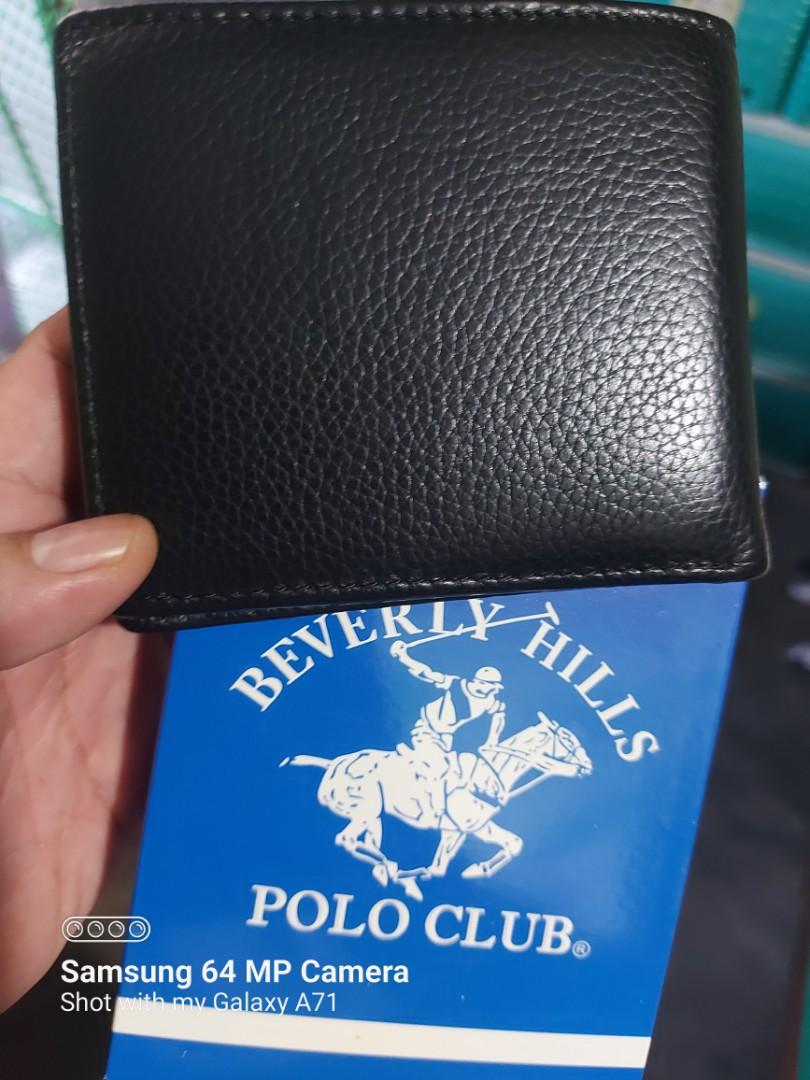 BEVERLY HILLS
POLO CLUB®
Samsung 64 MP Camera
Shot with my Galaxy A71